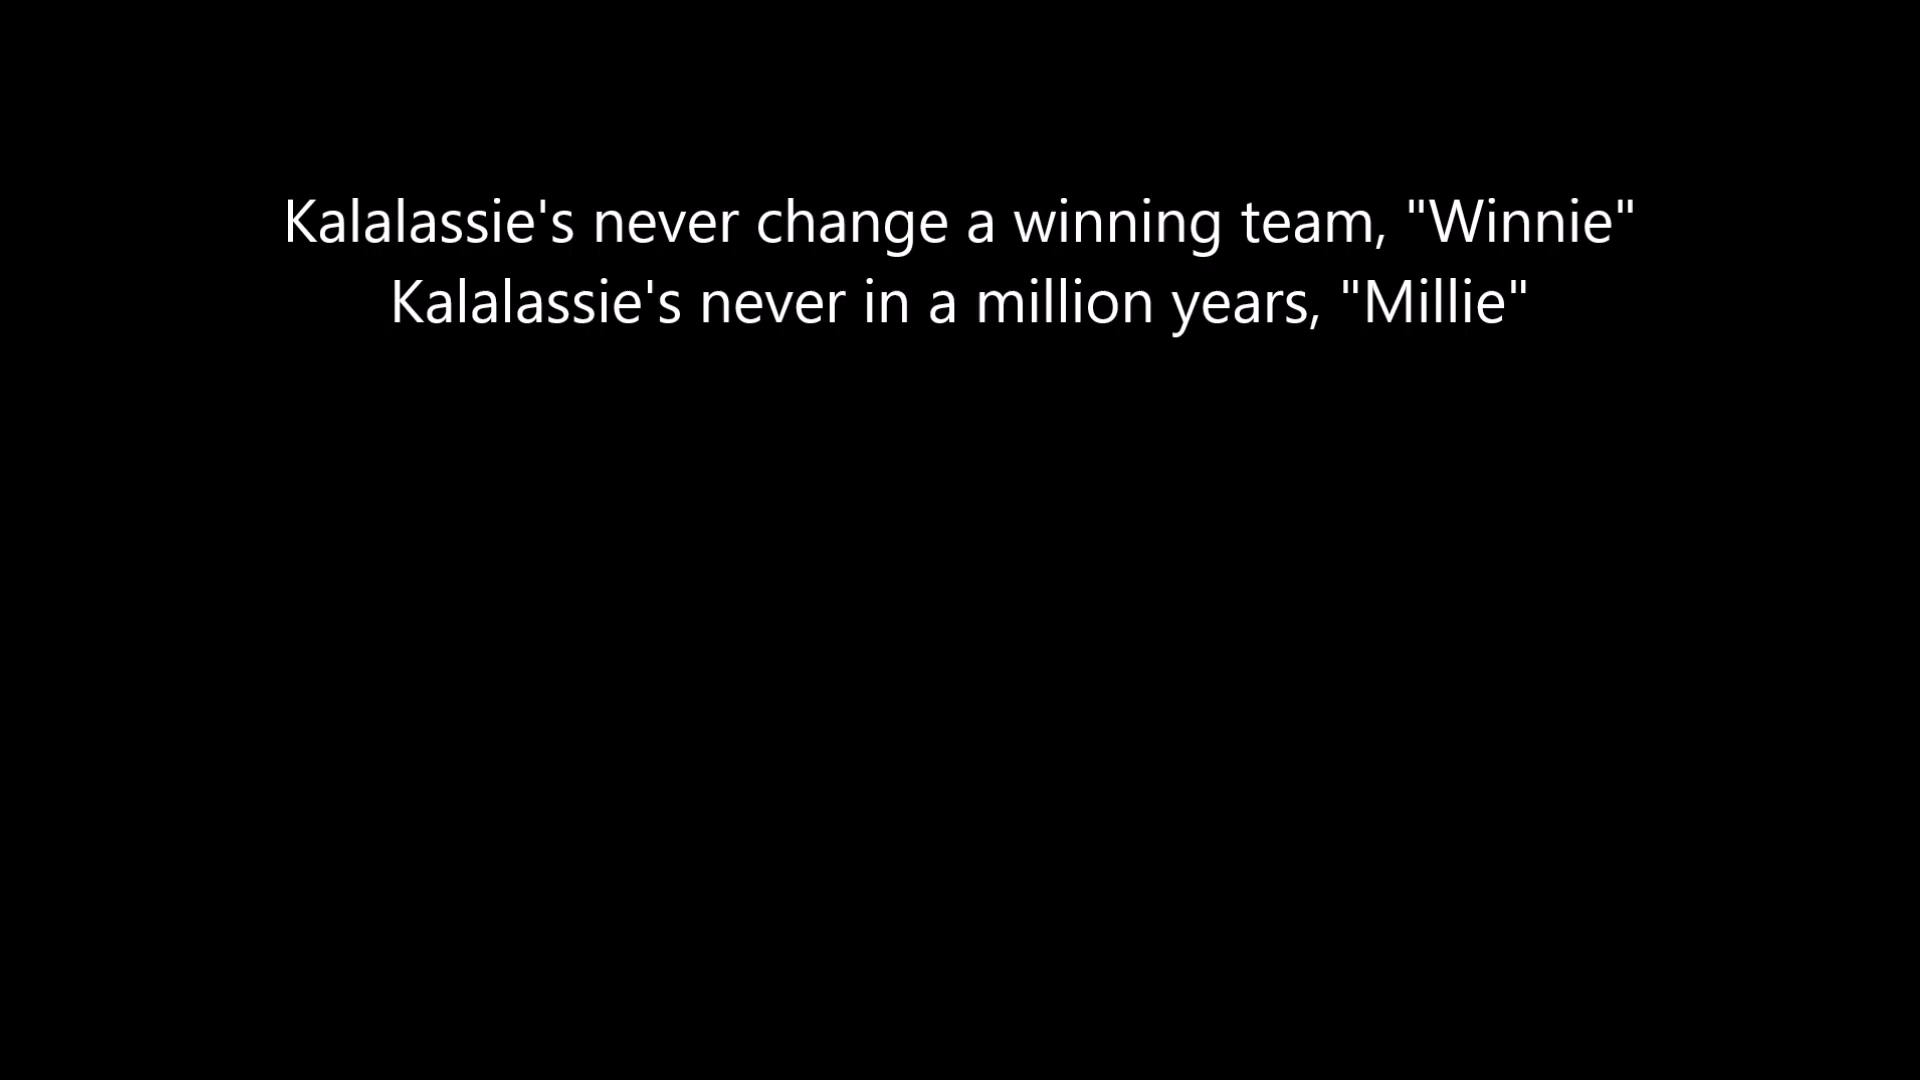 Kalalassie's never change a winning team, "Winnie"
Kalalassie's never in a million years, "Millie"